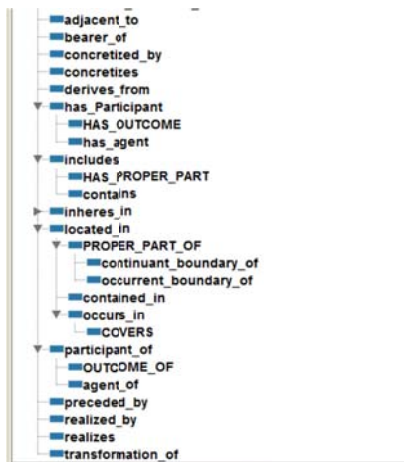 adjacent_to
bearer_of
concretized_by
concretizes
derives_from
has_Participant
HAS_OUTCOME
has_agent
includes
HAS_PROPER_PART
contains
inheres_in
located_in
PROPER_PART_OF
continuant_boundary_of
occurrent_boundary_of
contained_in
occurs_in
COVERS
participant_of
OUTCOME_OF
agent_of
preceded_by
realized_by
realizes
transformation_of